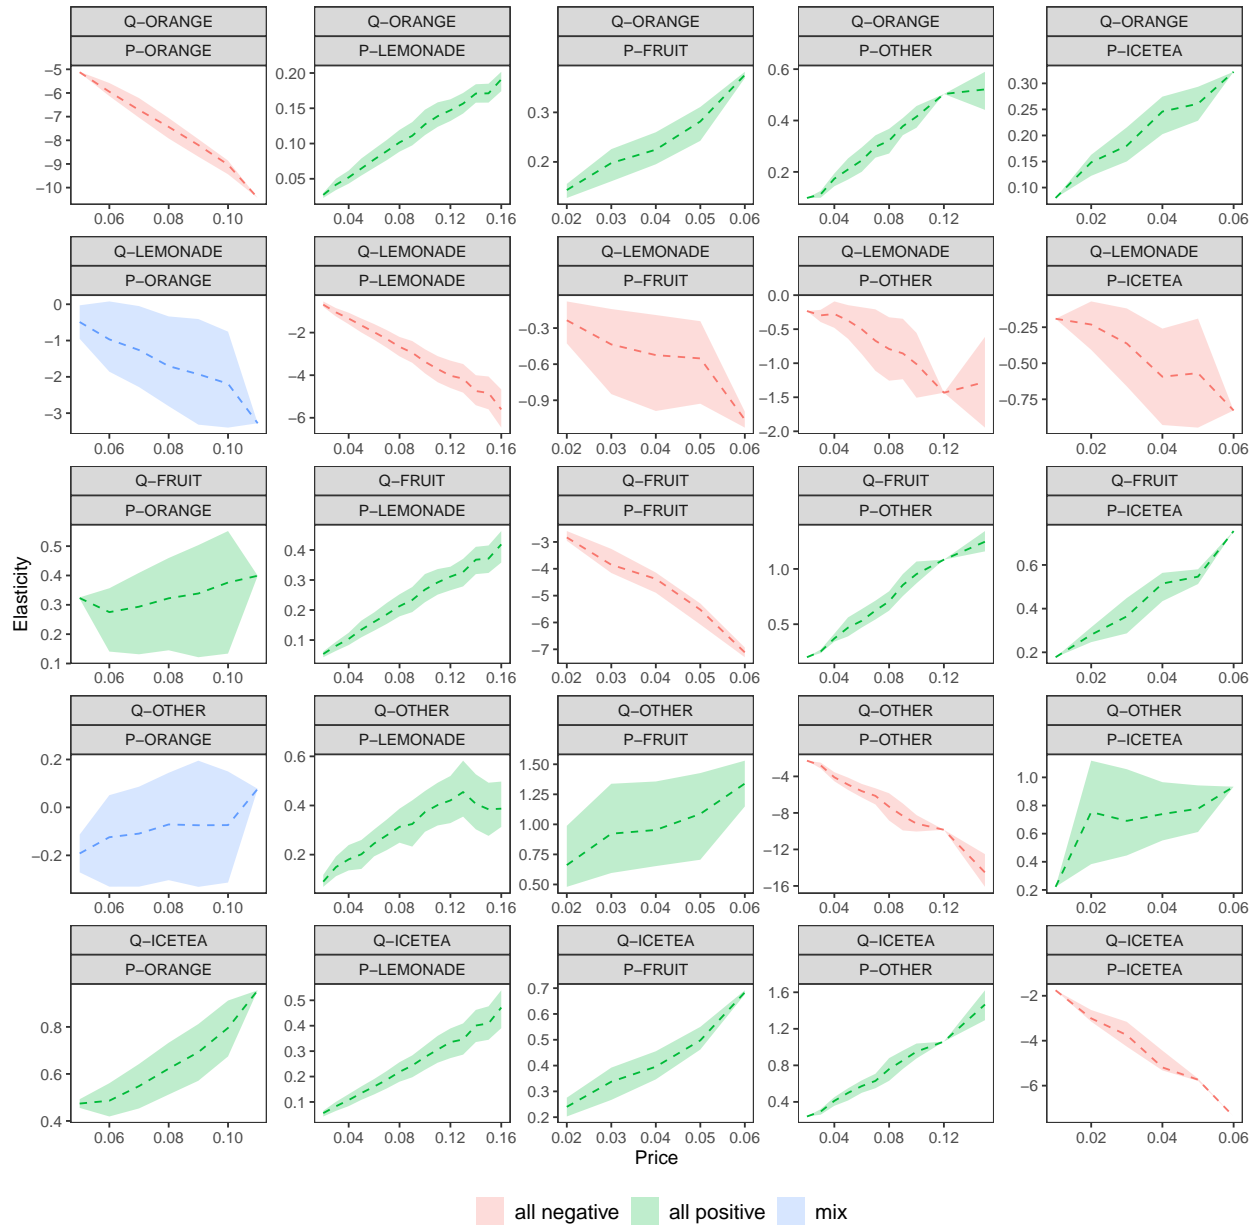 Q−ORANGE Q−ORANGE Q−ORANGE Q−ORANGE Q−ORANGE
P−ORANGE P−LEMONADE P−FRUIT P−OTHER P−ICETEA
−5 −6 −7 −8 −9 −10
0.20 0.15 0.10 0.05
0.3 0.2
0.6 0.4 0.2
0.30 0.25 0.20 0.15 0.10
0.06 0.10 0.04 0.08 0.12 0.16 0.02 0.03 0.04 0.05 0.06 0.04 0.08 0.12 0.02 0.04 0.06
Q−LEMONADE Q−LEMONADE Q−LEMONADE Q−LEMONADE Q−LEMONADE
P−ORANGE P−LEMONADE P−FRUIT P−OTHER P−ICETEA
0 −1 −2 −3
−2 −4 −6
−0.3 −0.6 −0.9
0.0 −0.5 −1.0 −1.5 −2.0
−0.25 −0.50 −0.75
0.06 0.10 0.04 0.08 0.12 0.16 0.02 0.03 0.04 0.05 0.06 0.04 0.08 0.12 0.02 0.04 0.06
Q−FRUIT Q−FRUIT Q−FRUIT Q−FRUIT Q−FRUIT
P−ORANGE P−LEMONADE P−FRUIT P−OTHER P−ICETEA
0.5 0.4 0.3 0.2 0.1
0.4 0.3 0.2 0.1
−3 −4 −5 −6 −7
1.0 0.5
0.6 0.4 0.2
0.06 0.10 0.04 0.08 0.12 0.16 0.02 0.03 0.04 0.05 0.06 0.04 0.08 0.12 0.02 0.04 0.06
Elasticity
Q−OTHER Q−OTHER Q−OTHER Q−OTHER Q−OTHER
P−ORANGE P−LEMONADE P−FRUIT P−OTHER P−ICETEA
0.2 0.0 −0.2
0.6 0.4 0.2
1.50 1.25 1.00 0.75 0.50
−4 −8 −12 −16
1.0 0.8 0.6 0.4 0.2
0.06 0.10 0.04 0.08 0.12 0.16 0.02 0.03 0.04 0.05 0.06 0.04 0.08 0.12 0.02 0.04 0.06
Q−ICETEA Q−ICETEA Q−ICETEA Q−ICETEA Q−ICETEA
P−ORANGE P−LEMONADE P−FRUIT P−OTHER P−ICETEA
0.8 0.6 0.4
0.5 0.4 0.3 0.2 0.1
0.7 0.6 0.5 0.4 0.3 0.2
1.6 1.2 0.8 0.4
−2 −4 −6
0.06 0.10 0.04 0.08 0.12 0.16 0.02 0.03 0.04 0.05 0.06 0.04 0.08 0.12 0.02 0.04 0.06
Price
all negative all positive mix